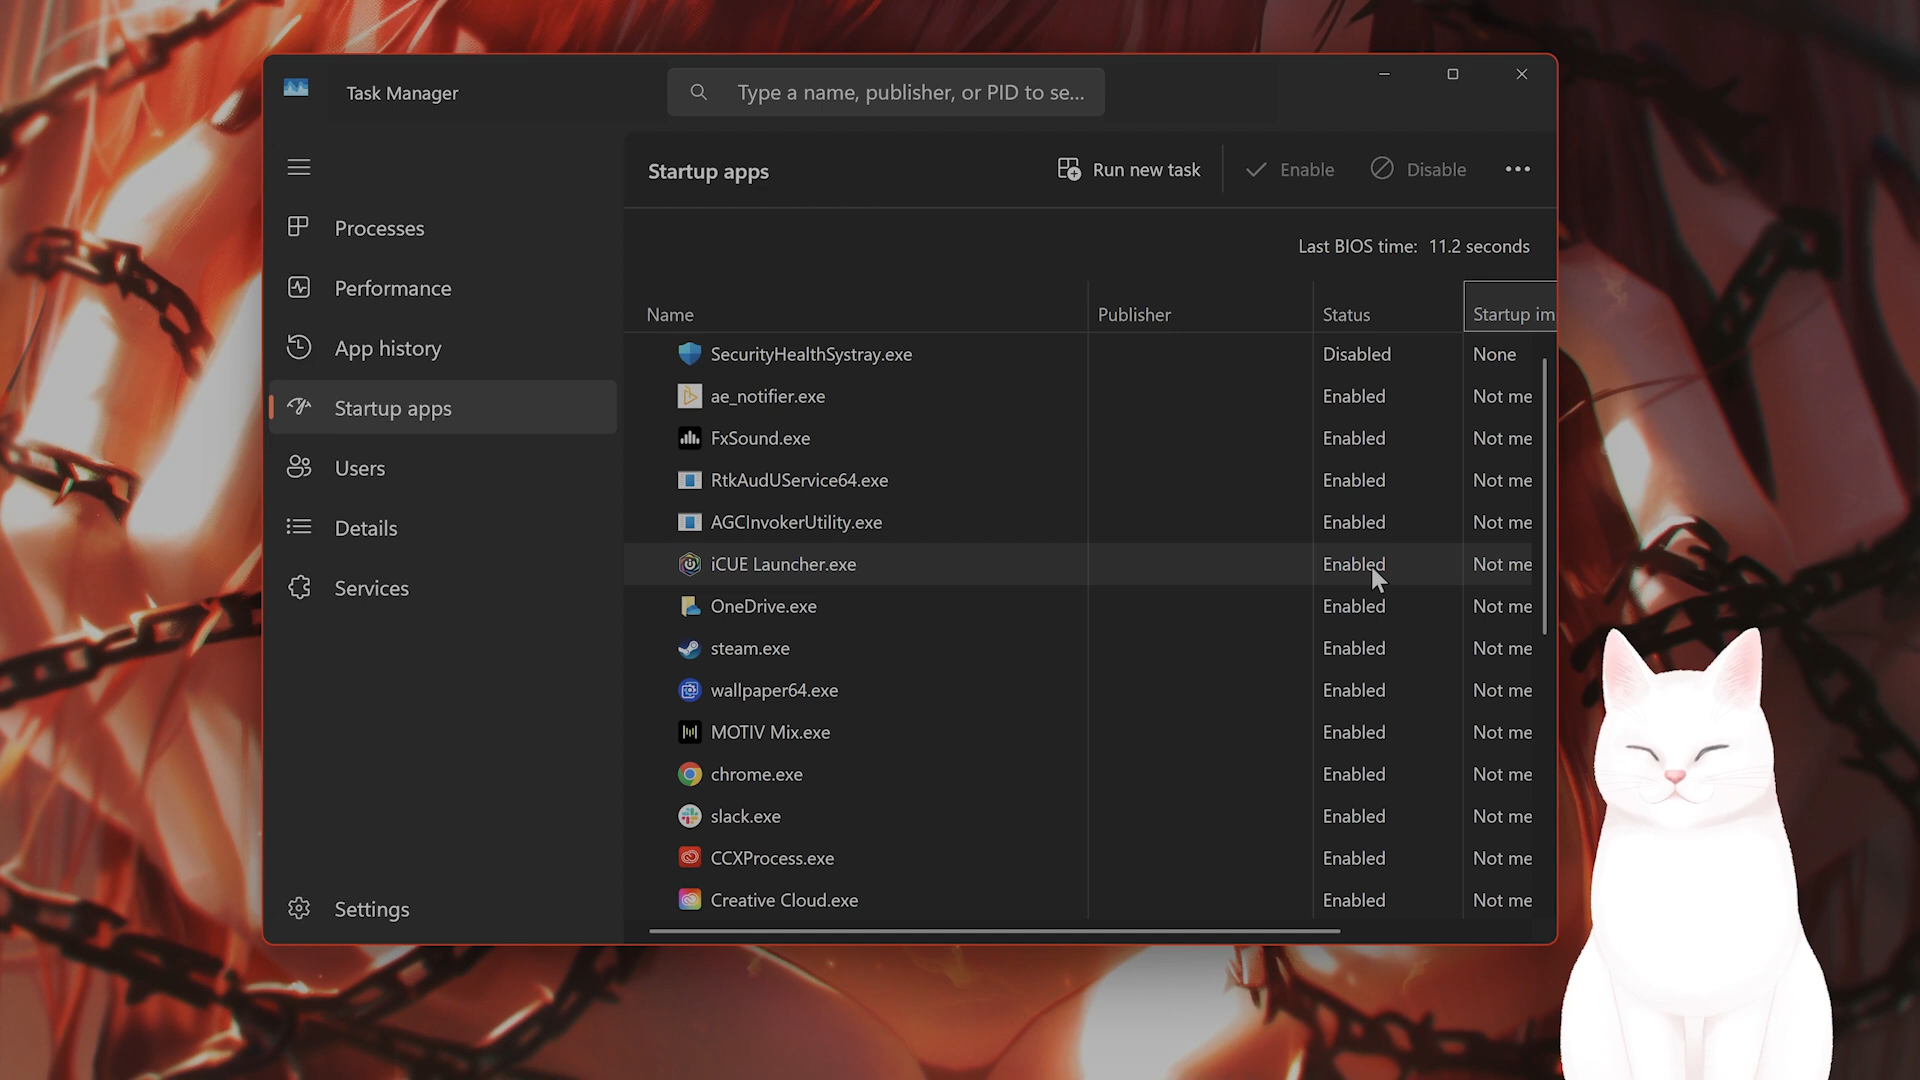 Task Manager
Type a name, publisher, or PID to se...
Processes
Performance
App history
Startup apps
Users
Details
Services
Settings
Startup apps
Run new task
Enable
Disable
Last BIOS time: 11.2 seconds
Name Publisher Status Startup im
SecurityHealthSystray.exe Disabled None
ae_notifier.exe Enabled Not me
FxSound.exe Enabled Not me
RtkAudUService64.exe Enabled Not me
AGCInvokerUtility.exe Enabled Not me
iCUE Launcher.exe Enabled Not me
OneDrive.exe Enabled Not me
steam.exe Enabled Not me
wallpaper64.exe Enabled Not me
MOTIV Mix.exe Enabled Not me
chrome.exe Enabled Not me
slack.exe Enabled Not me
CCXProcess.exe Enabled Not me
Creative Cloud.exe Enabled Not me